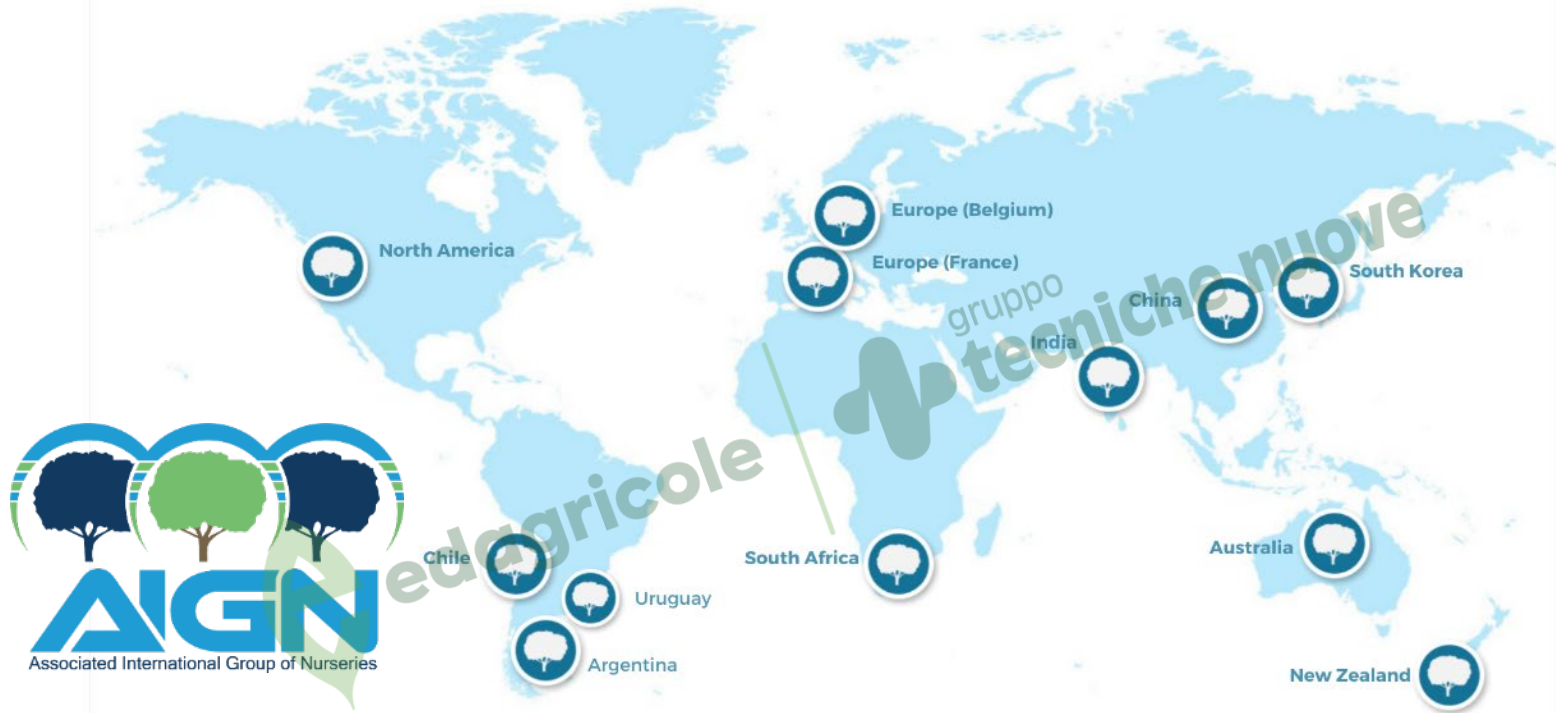 Europe (Belgium)
North America
Europe (France)
South Korea
China
India
gruppo
tecniche nuove
edagricole
Chile
South Africa
Australia
Uruguay
Argentina
New Zealand
AIGN
Associated International Group of Nurseries